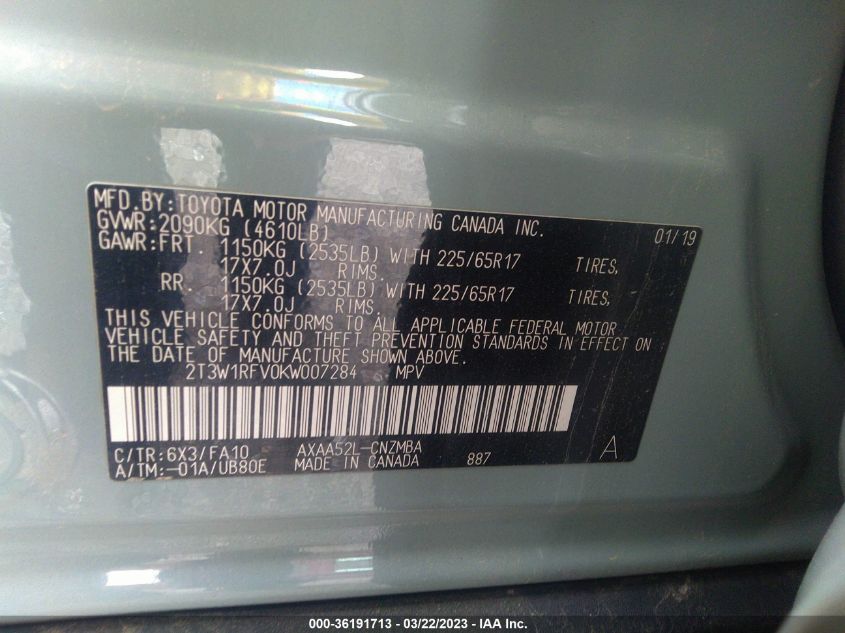 MFD.BY:TOYOTA MOTOR MANUFACTURING CANADA INC.
GVWR:2090KG (4610LB) 01/19
GAWR:FRT. 1150KG (2535LB) WITH 225/65R17 TIRES,
17X7.0J RIMS.
RR. 1150KG (2535LB) WITH 225/65R17 TIRES,
17X7.0J RIMS.
THIS VEHICLE CONFORMS TO ALL APPLICABLE FEDERAL MOTOR
VEHICLE SAFETY AND THEFT PREVENTION STANDARDS IN EFFECT ON
THE DATE OF MANUFACTURE SHOWN ABOVE.
2T3W1RFV0KW007284 MPV
C/TR:6X3/FA10 AXAA52L-CNZMBA A
A/TM:-01A/UB80E MADE IN CANADA 887
000-36191713 - 03/22/2023 - IAA Inc.